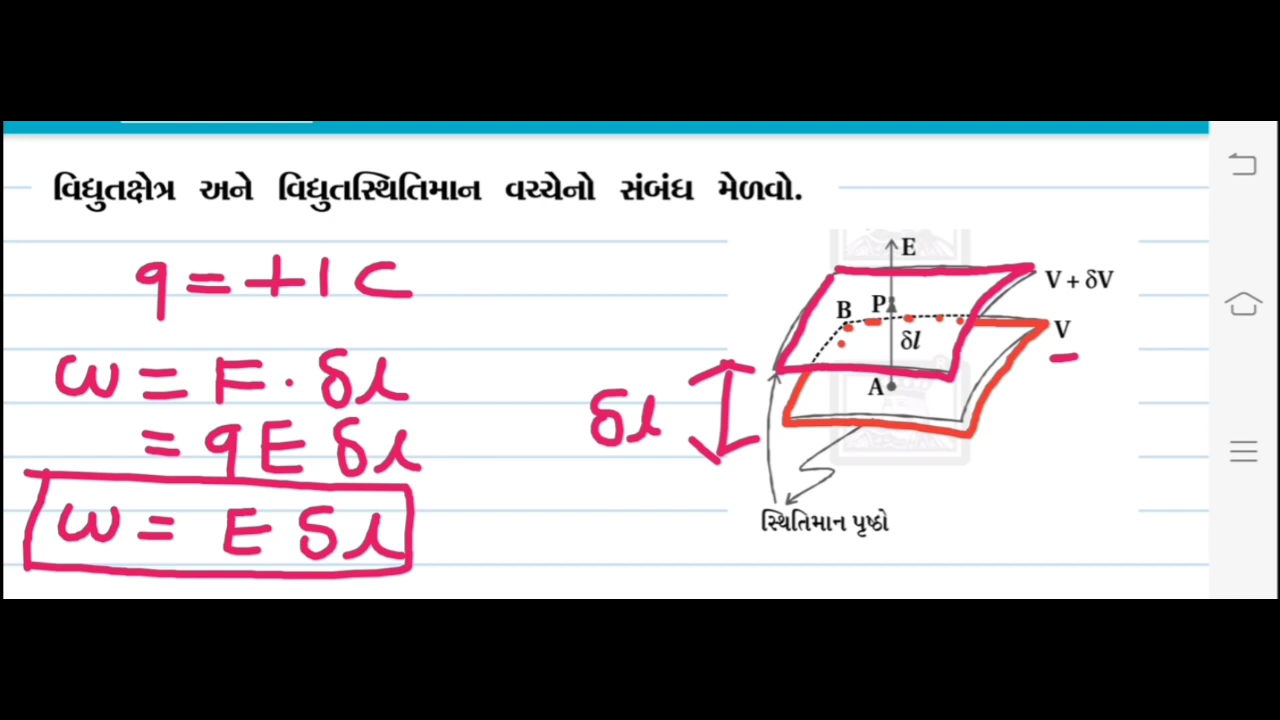 વિદ્યુતક્ષેત્ર અને વિદ્યુતસ્થિતિમાન વચ્ચેનો સંબંધ મેળવો.
q = +1 C
W = F · δl
= qE δl
W = E δl
δl
E
V + δV
B P
V
δl
A
સ્થિતિમાન પૃષ્ઠો